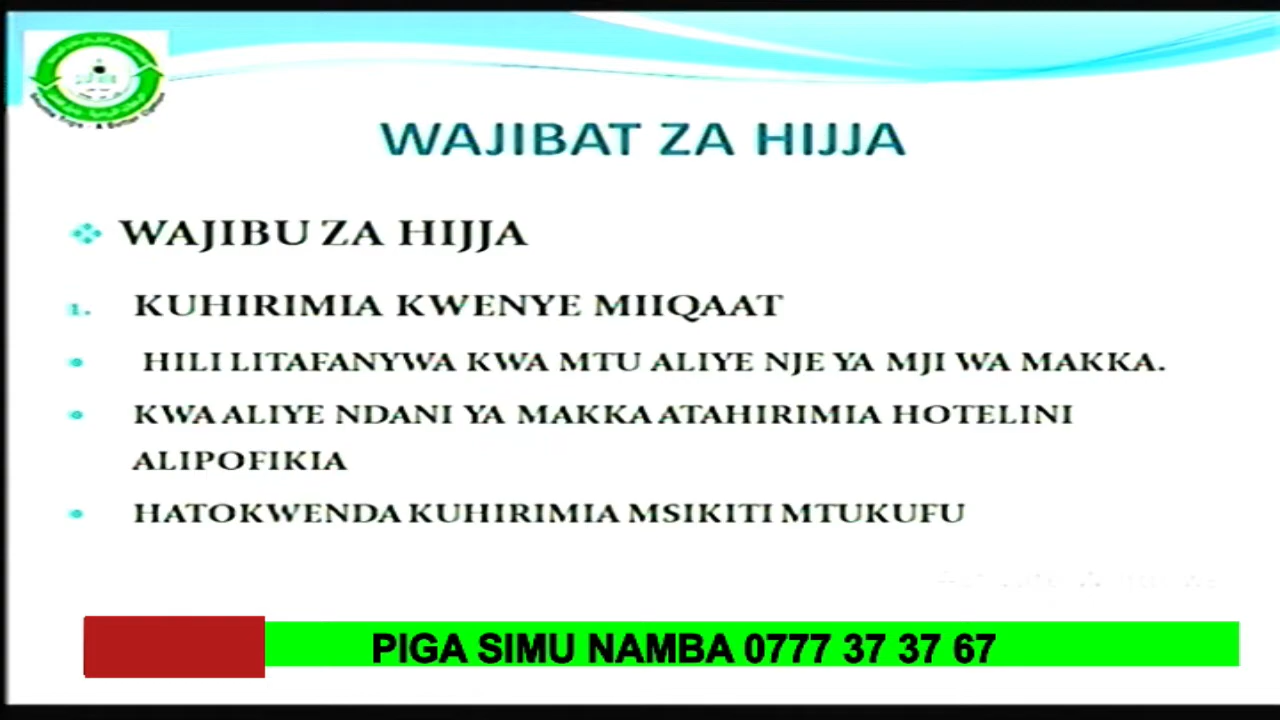 WAJIBAT ZA HIJJA
WAJIBU ZA HIJJA
1. KUHIRIMIA KWENYE MIIQAAT
HILI LITAFANYWA KWA MTU ALIYE NJE YA MJI WA MAKKA.
KWA ALIYE NDANI YA MAKKA ATAHIRIMIA HOTELINI
ALIPOFIKIA
HATOKWENDA KUHIRIMIA MSIKITI MTUKUFU
PIGA SIMU NAMBA 0777 37 37 67